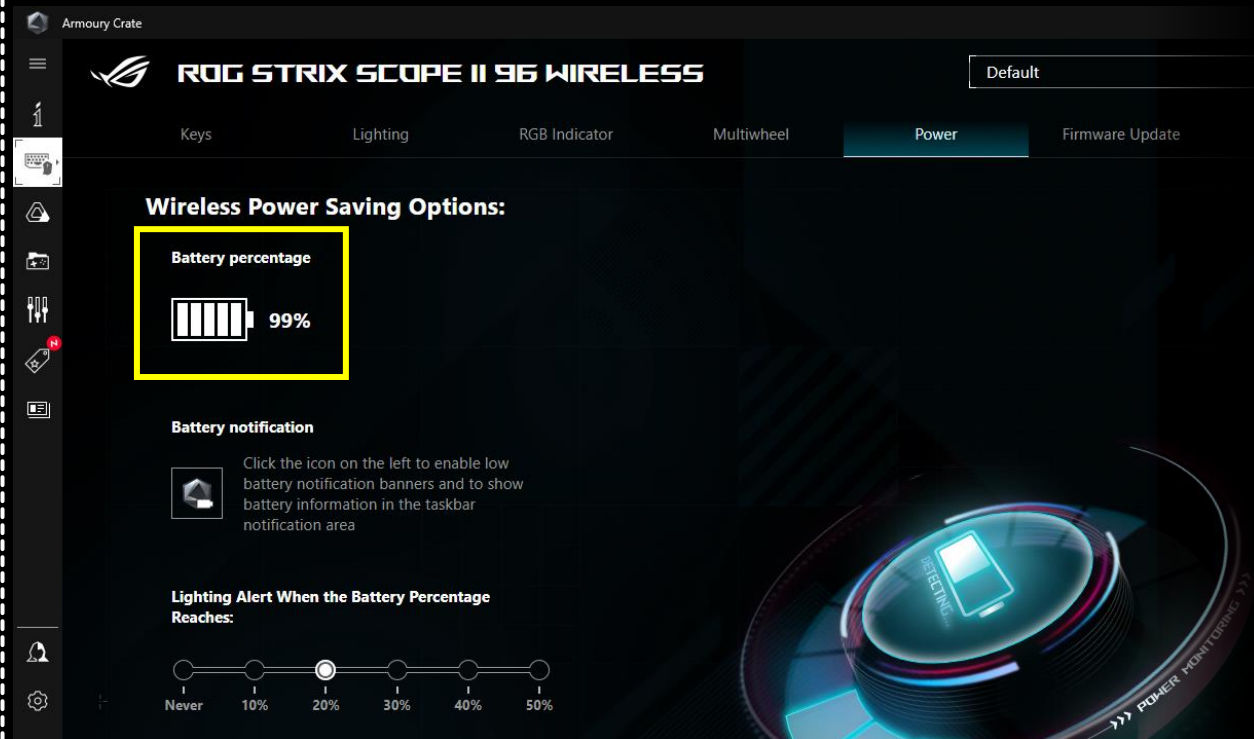 Armoury Crate
ROG STRIX SCOPE II 96 WIRELESS
Default
Keys Lighting RGB Indicator Multiwheel Power Firmware Update
Wireless Power Saving Options:
Battery percentage
99%
Battery notification
Click the icon on the left to enable low
battery notification banners and to show
battery information in the taskbar
notification area
Lighting Alert When the Battery Percentage
Reaches:
Never 10% 20% 30% 40% 50%
DETECTING...
>>> POWER MONITORING >>>
N